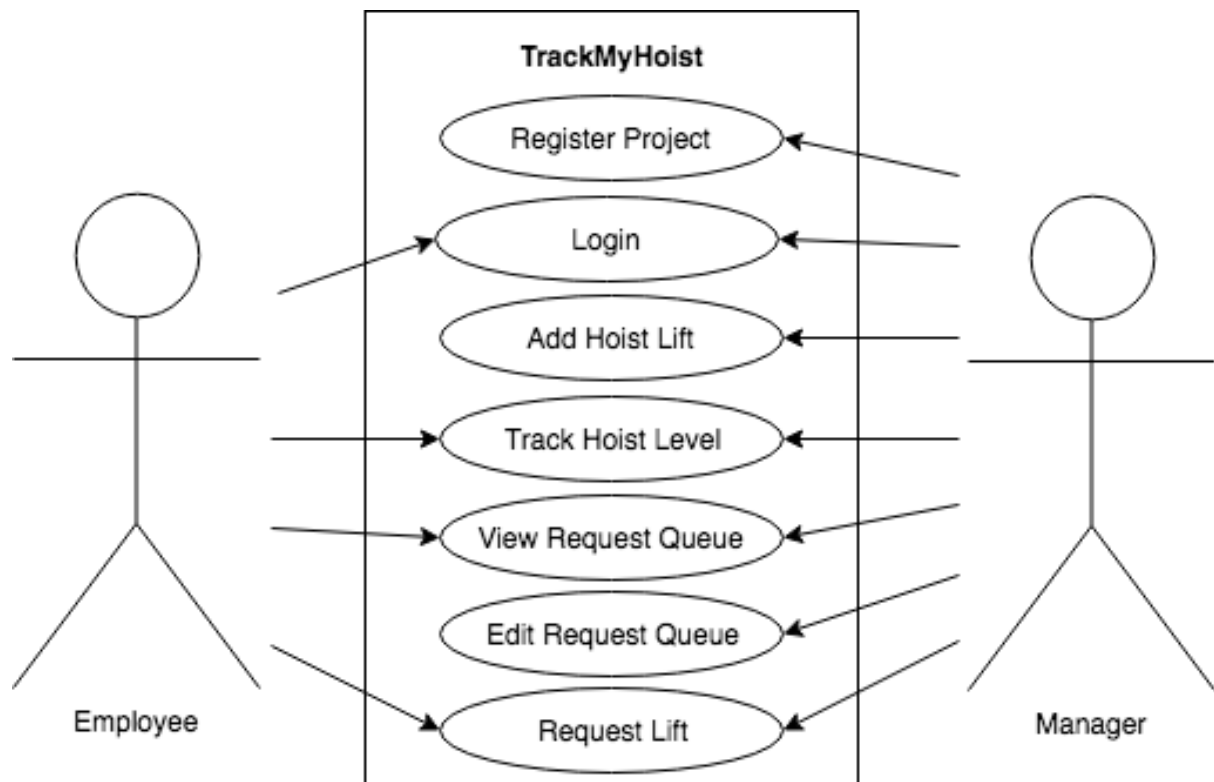 TrackMyHoist
Register Project
Login
Add Hoist Lift
Track Hoist Level
View Request Queue
Edit Request Queue
Request Lift
Employee
Manager